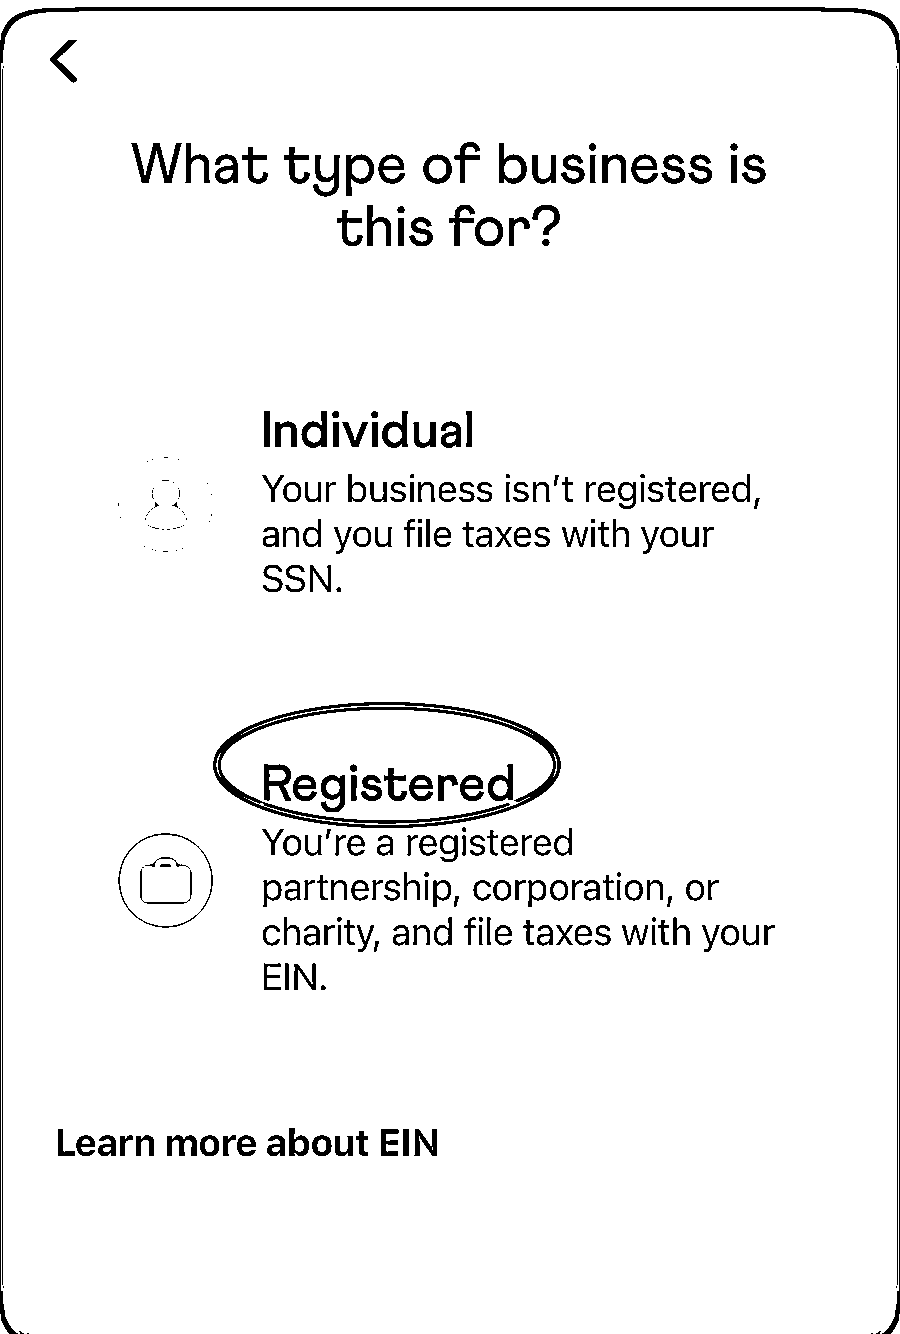 What type of business is
this for?
Individual
Your business isn’t registered,
and you file taxes with your
SSN.
Registered
You’re a registered
partnership, corporation, or
charity, and file taxes with your
EIN.
Learn more about EIN